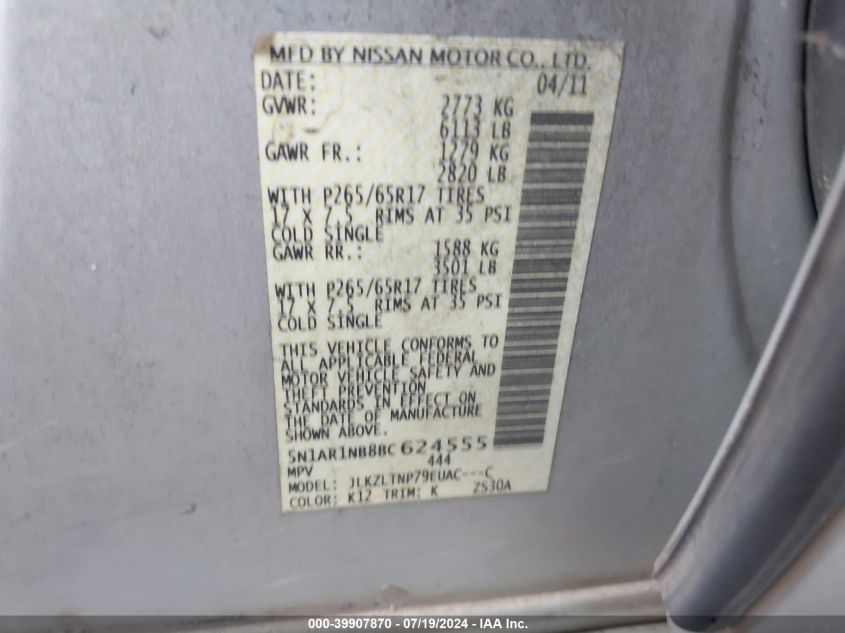 MFD BY NISSAN MOTOR CO., LTD.
DATE: 04/11
GVWR: 2773 KG
6113 LB
GAWR FR.: 1279 KG
2820 LB
WITH P265/65R17 TIRES
17 X 7.5 RIMS AT 35 PSI
COLD SINGLE
GAWR RR.: 1588 KG
3501 LB
WITH P265/65R17 TIRES
17 X 7.5 RIMS AT 35 PSI
COLD SINGLE
THIS VEHICLE CONFORMS TO
ALL APPLICABLE FEDERAL
MOTOR VEHICLE SAFETY AND
THEFT PREVENTION
STANDARDS IN EFFECT ON
THE DATE OF MANUFACTURE
SHOWN ABOVE.
5N1AR1NB8BC624555
MPV 444
MODEL: JLKZLTNP79EUAC---C
COLOR: K12 TRIM: K ZS30A
000-39907870 - 07/19/2024 - IAA Inc.